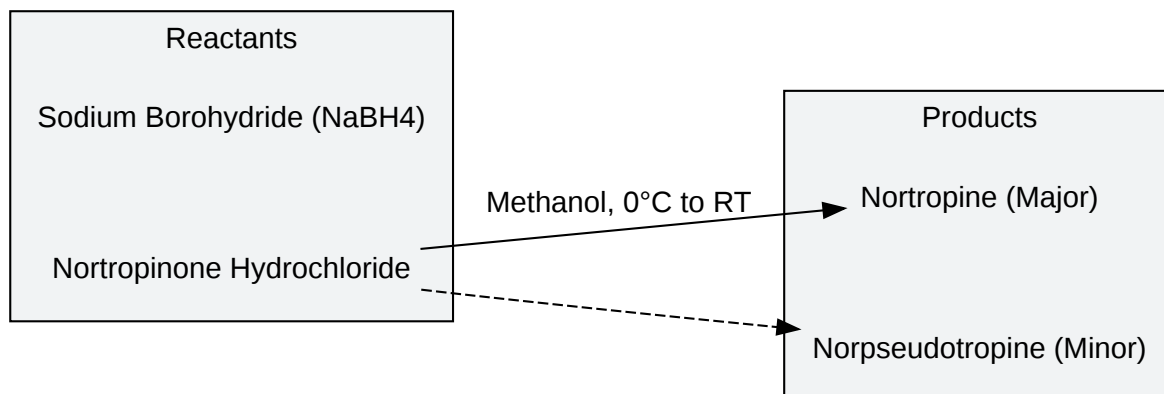 Reactants
Sodium Borohydride (NaBH4)
Nortropinone Hydrochloride
Methanol, 0°C to RT
Products
Nortropine (Major)
Norpseudotropine (Minor)